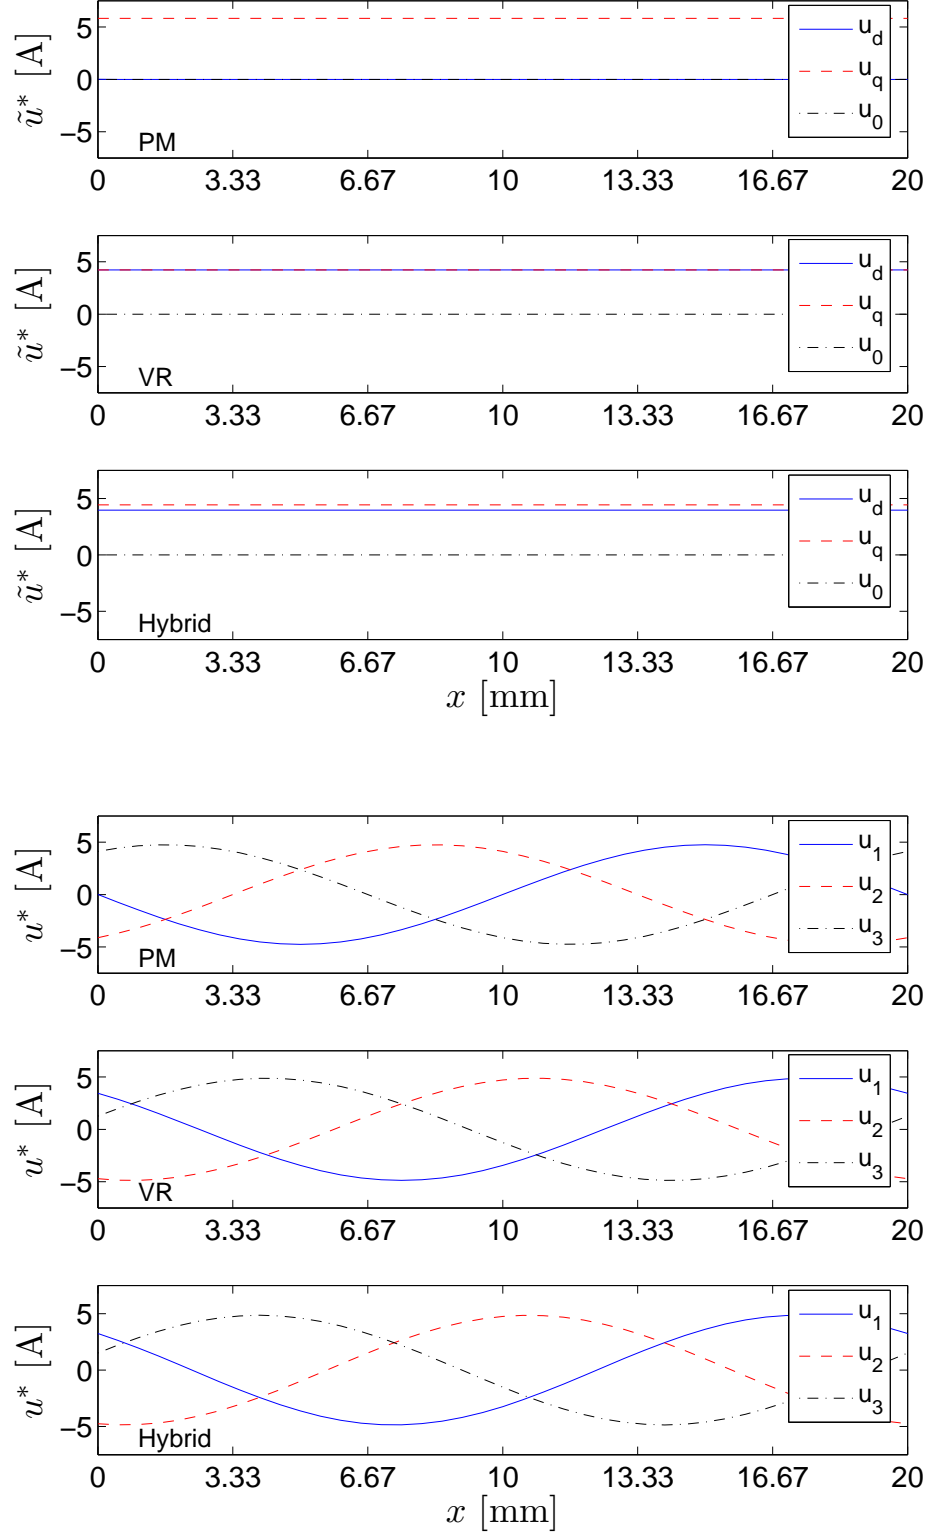 ũ* [A]
5
0
−5
PM
u_d
u_q
u_0
0 3.33 6.67 10 13.33 16.67 20
ũ* [A]
5
0
−5
VR
u_d
u_q
u_0
0 3.33 6.67 10 13.33 16.67 20
ũ* [A]
5
0
−5
Hybrid
u_d
u_q
u_0
0 3.33 6.67 10 13.33 16.67 20
x [mm]
u* [A]
5
0
−5
PM
u_1
u_2
u_3
0 3.33 6.67 10 13.33 16.67 20
u* [A]
5
0
−5
VR
u_1
u_2
u_3
0 3.33 6.67 10 13.33 16.67 20
u* [A]
5
0
−5
Hybrid
u_1
u_2
u_3
0 3.33 6.67 10 13.33 16.67 20
x [mm]